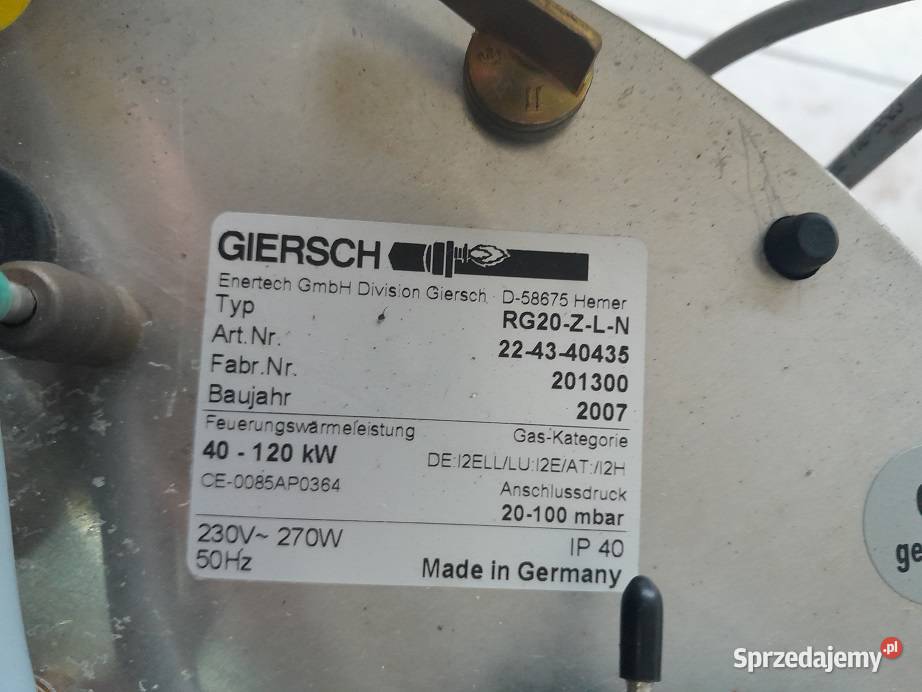 GIERSCH
Enertech GmbH Division Giersch D-58675 Hemer
Typ RG20-Z-L-N
Art.Nr. 22-43-40435
Fabr.Nr. 201300
Baujahr 2007
Feuerungswärmeleistung Gas-Kategorie
40 - 120 kW DE:I2ELL/LU:I2E/AT:/I2H
CE-0085AP0364 Anschlussdruck
20-100 mbar
230V~ 270W IP 40
50Hz Made in Germany
ge
Sprzedajemy.pl